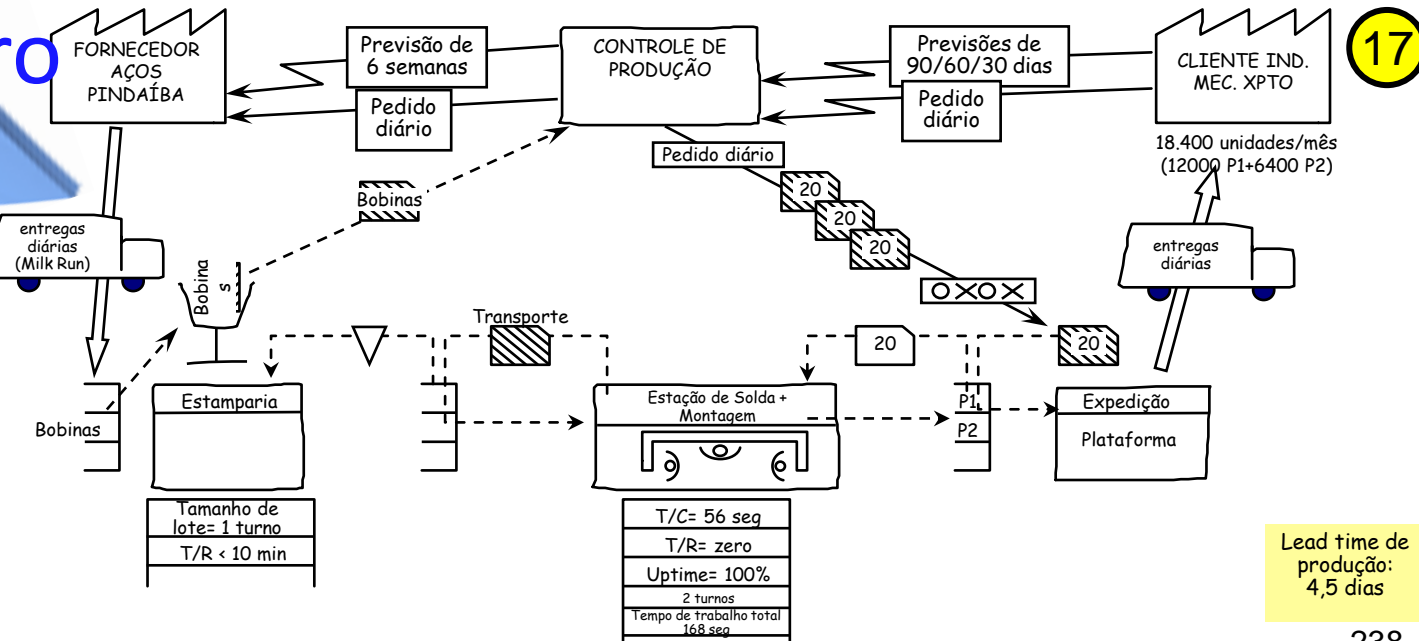 ro
FORNECEDOR
AÇOS
PINDAÍBA
Previsão de
6 semanas
Pedido
diário
CONTROLE DE
PRODUÇÃO
Previsões de
90/60/30 dias
Pedido
diário
CLIENTE IND.
MEC. XPTO
17
18.400 unidades/mês
(12000 P1+6400 P2)
Pedido diário
20
20
20
Bobinas
entregas
diárias
(Milk Run)
Bobina
s
entregas
diárias
OXOX
Transporte
20
20
Bobinas
Estamparia
Estação de Solda +
Montagem
P1
P2
Expedição
Plataforma
Tamanho de
lote= 1 turno
T/R < 10 min
T/C= 56 seg
T/R= zero
Uptime= 100%
2 turnos
Tempo de trabalho total
168 seg
Lead time de
produção:
4,5 dias
238